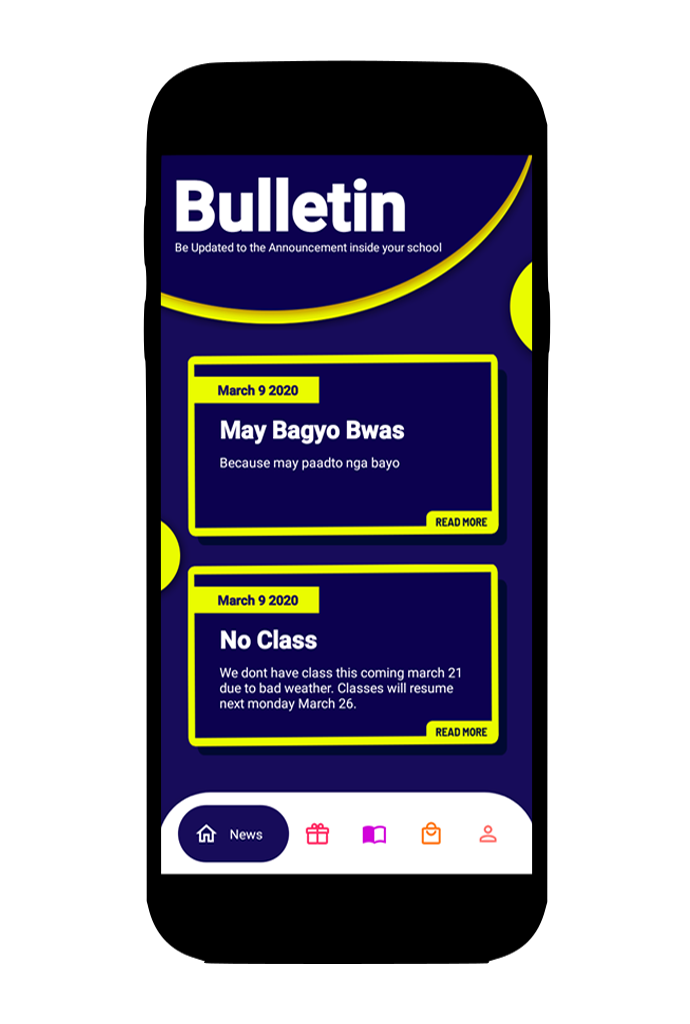 Bulletin
Be Updated to the Announcement inside your school
March 9 2020
May Bagyo Bwas
Because may paadto nga bayo
READ MORE
March 9 2020
No Class
We dont have class this coming march 21
due to bad weather. Classes will resume
next monday March 26.
READ MORE
News